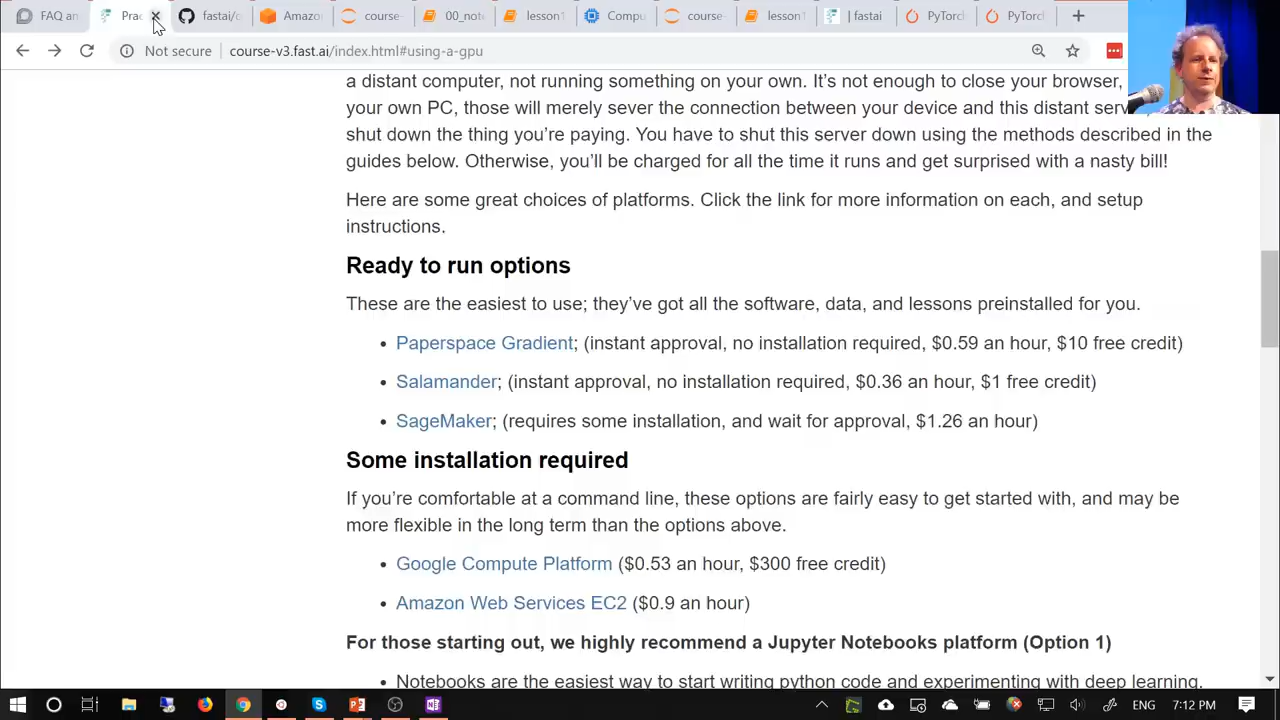 FAQ an
Prac
fastai/c
Amazo
course-
00_note
lesson1
Compu
course-
lesson1
| fastai
PyTorc
PyTorc
Not secure
course-v3.fast.ai/index.html#using-a-gpu
a distant computer, not running something on your own. It’s not enough to close your browser,
your own PC, those will merely sever the connection between your device and this distant serv
shut down the thing you’re paying. You have to shut this server down using the methods described in the
guides below. Otherwise, you’ll be charged for all the time it runs and get surprised with a nasty bill!
Here are some great choices of platforms. Click the link for more information on each, and setup
instructions.
Ready to run options
These are the easiest to use; they’ve got all the software, data, and lessons preinstalled for you.
• Paperspace Gradient; (instant approval, no installation required, $0.59 an hour, $10 free credit)
• Salamander; (instant approval, no installation required, $0.36 an hour, $1 free credit)
• SageMaker; (requires some installation, and wait for approval, $1.26 an hour)
Some installation required
If you’re comfortable at a command line, these options are fairly easy to get started with, and may be
more flexible in the long term than the options above.
• Google Compute Platform ($0.53 an hour, $300 free credit)
• Amazon Web Services EC2 ($0.9 an hour)
For those starting out, we highly recommend a Jupyter Notebooks platform (Option 1)
• Notebooks are the easiest way to start writing python code and experimenting with deep learning.
ENG
7:12 PM